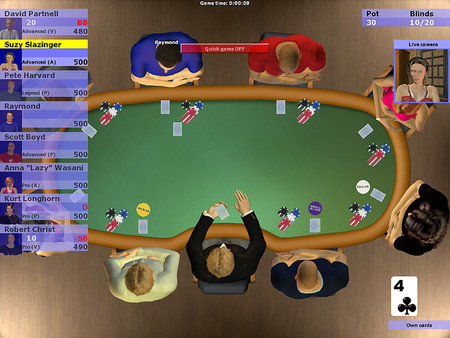 Game time: 0:00:08
David Partnell
20 BB
Advanced (V) 480
Suzy Slazinger
Advanced (A) 500
Pete Harvard
Legend (P) 500
Raymond
500
Scott Boyd
Advanced (P) 500
Anna "Lazy" Wasani
Pro (A) 500
Kurt Longhorn D
Pro (P) 500
Robert Christ
10 SB
Pro (V) 490
Raymond
Quick game OFF
Pot Blinds
30 10/20
Live camera
4
Own cards